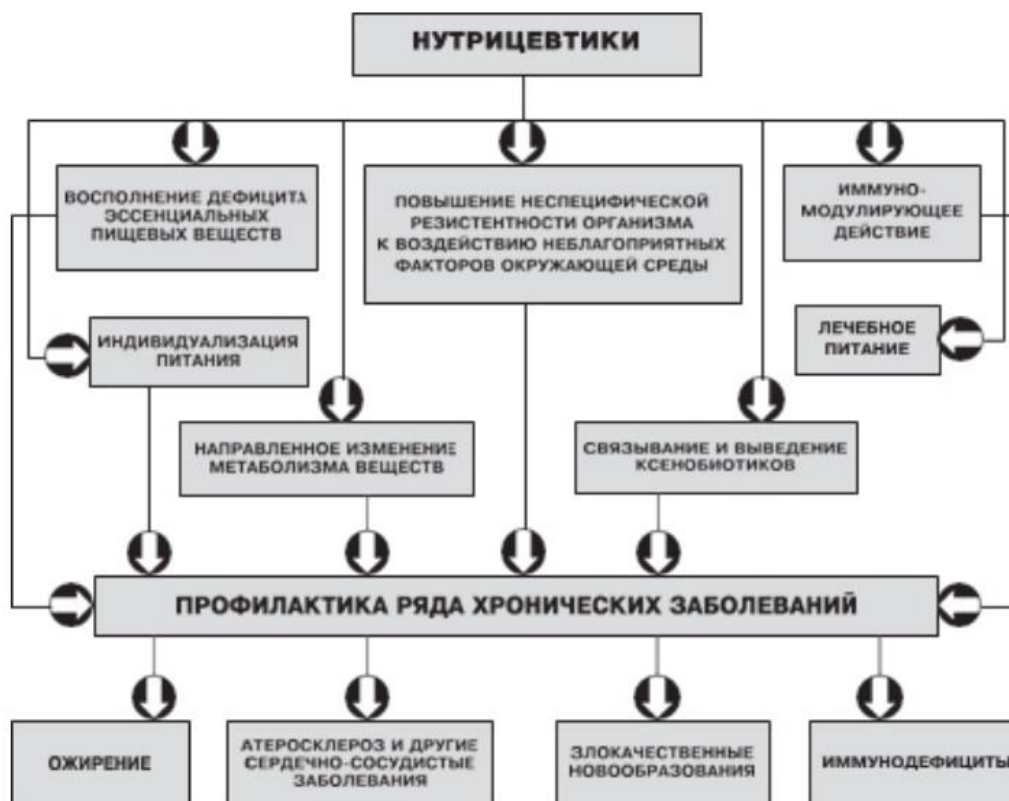 НУТРИЦЕВТИКИ
ВОСПОЛНЕНИЕ ДЕФИЦИТА
ЭССЕНЦИАЛЬНЫХ
ПИЩЕВЫХ ВЕЩЕСТВ
ПОВЫШЕНИЕ НЕСПЕЦИФИЧЕСКОЙ
РЕЗИСТЕНТНОСТИ ОРГАНИЗМА
К ВОЗДЕЙСТВИЮ НЕБЛАГОПРИЯТНЫХ
ФАКТОРОВ ОКРУЖАЮЩЕЙ СРЕДЫ
ИММУНО-
МОДУЛИРУЮЩЕЕ
ДЕЙСТВИЕ
ИНДИВИДУАЛИЗАЦИЯ
ПИТАНИЯ
ЛЕЧЕБНОЕ
ПИТАНИЕ
НАПРАВЛЕННОЕ ИЗМЕНЕНИЕ
МЕТАБОЛИЗМА ВЕЩЕСТВ
СВЯЗЫВАНИЕ И ВЫВЕДЕНИЕ
КСЕНОБИОТИКОВ
ПРОФИЛАКТИКА РЯДА ХРОНИЧЕСКИХ ЗАБОЛЕВАНИЙ
ОЖИРЕНИЕ
АТЕРОСКЛЕРОЗ И ДРУГИЕ
СЕРДЕЧНО-СОСУДИСТЫЕ
ЗАБОЛЕВАНИЯ
ЗЛОКАЧЕСТВЕННЫЕ
НОВООБРАЗОВАНИЯ
ИММУНОДЕФИЦИТЫ